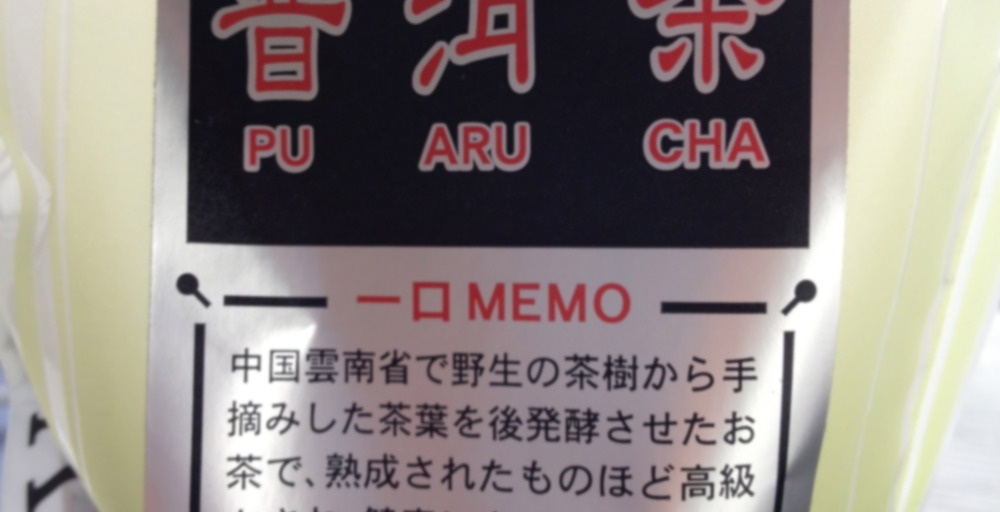 普洱茶
PU ARU CHA
一口MEMO
中国雲南省で野生の茶樹から手
摘みした茶葉を後発酵させたお
茶で、熟成されたものほど高級